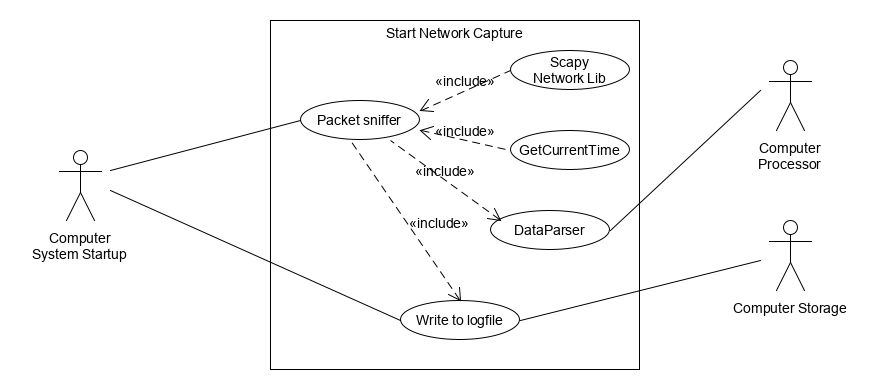 Start Network Capture
Scapy
Network Lib
«include»
Packet sniffer
«include»
GetCurrentTime
«include»
«include»
DataParser
Write to logfile
Computer
System Startup
Computer
Processor
Computer Storage